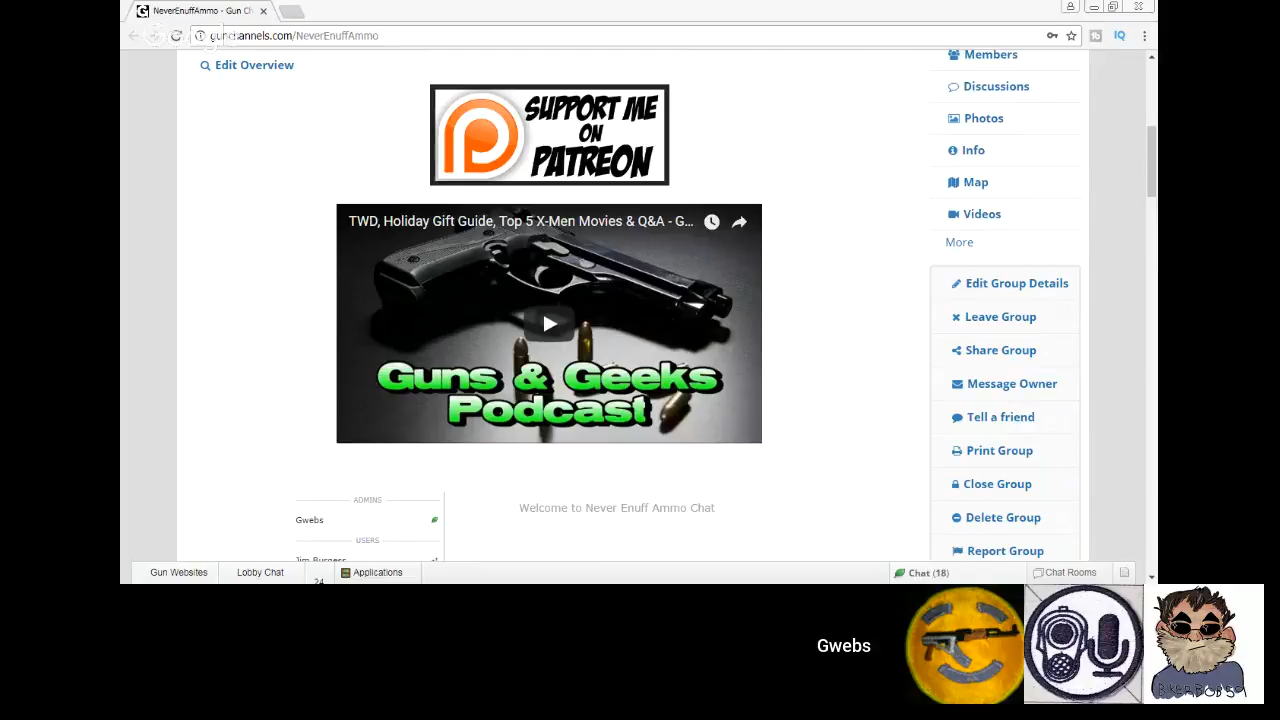 NeverEnuffAmmo - Gun Ch
gunchannels.com/NeverEnuffAmmo
Edit Overview
SUPPORT ME
ON
PATREON
TWD, Holiday Gift Guide, Top 5 X-Men Movies & Q&A - G...
Guns & Geeks
Podcast
Members
Discussions
Photos
Info
Map
Videos
More
Edit Group Details
Leave Group
Share Group
Message Owner
Tell a friend
Print Group
Close Group
Delete Group
Report Group
ADMINS
Gwebs
USERS
Jim Burgess
Welcome to Never Enuff Ammo Chat
Gun Websites
Lobby Chat
24
Applications
Chat (18)
Chat Rooms
Gwebs